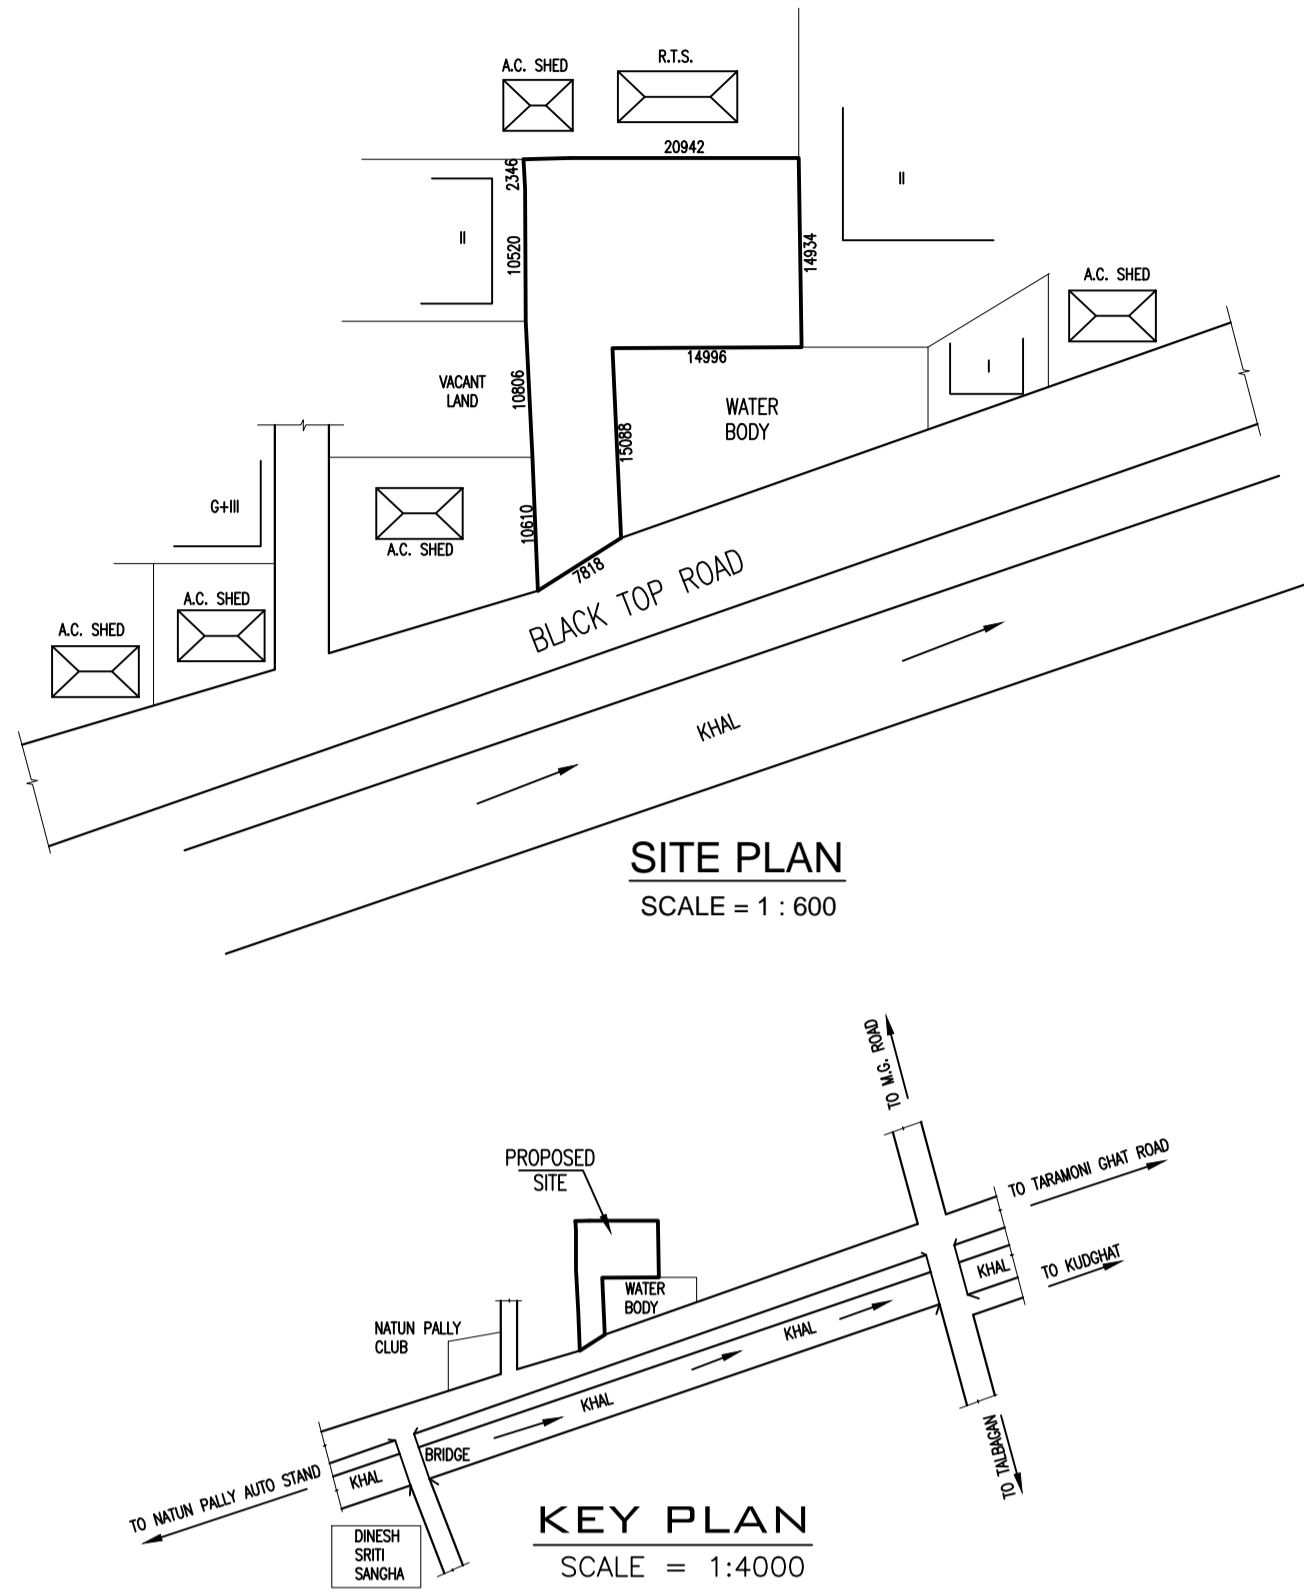 A.C. SHED
R.T.S.
20942
2346
II
II
10520
14934
A.C. SHED
14996
I
10806
VACANT
LAND
WATER
BODY
15088
G+III
10610
A.C. SHED
7818
BLACK TOP ROAD
A.C. SHED
A.C. SHED
KHAL
SITE PLAN
SCALE = 1 : 600
TO M.G. ROAD
PROPOSED
SITE
TO TARAMONI GHAT ROAD
KHAL
TO KUDGHAT
WATER
BODY
NATUN PALLY
CLUB
KHAL
KHAL
BRIDGE
KHAL
TO NATUN PALLY AUTO STAND
TO TALBAGAN
DINESH
SRITI
SANGHA
KEY PLAN
SCALE = 1:4000